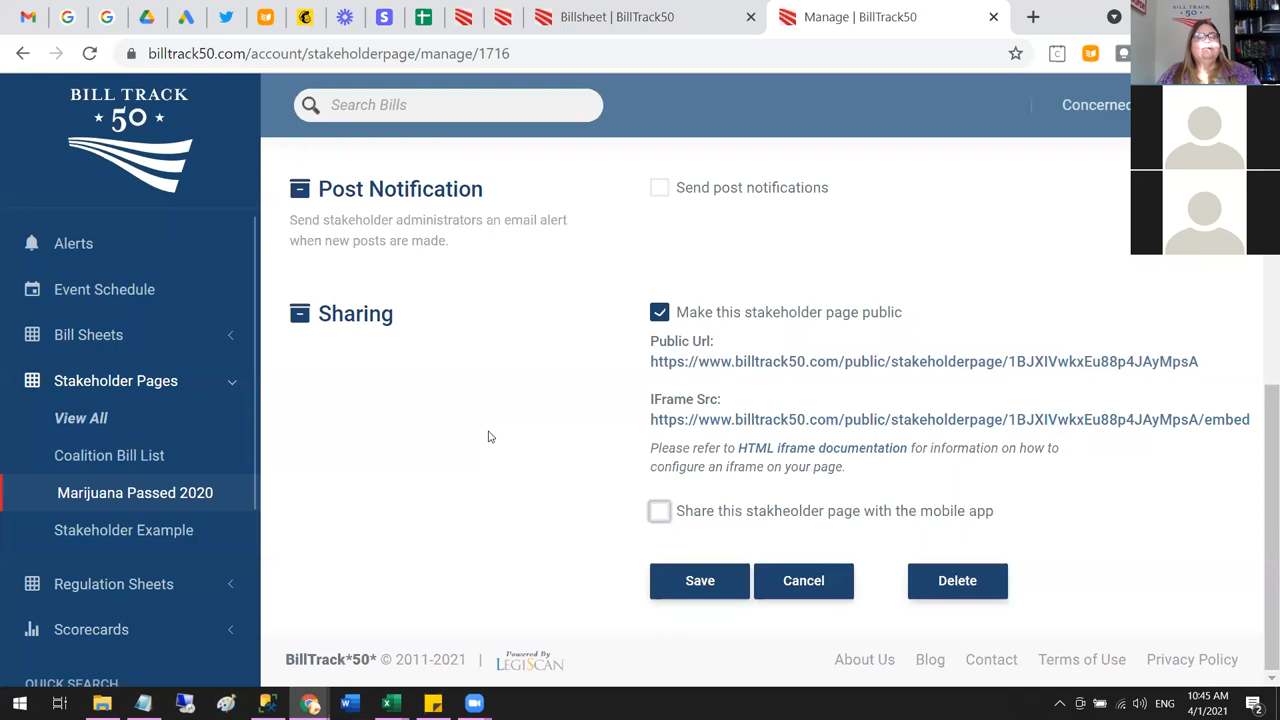 Billsheet | BillTrack50
Manage | BillTrack50
billtrack50.com/account/stakeholderpage/manage/1716
BILL TRACK
50
Search Bills
Concerned
Alerts
Event Schedule
Bill Sheets
Stakeholder Pages
View All
Coalition Bill List
Marijuana Passed 2020
Stakeholder Example
Regulation Sheets
Scorecards
QUICK SEARCH
Post Notification
Send stakeholder administrators an email alert
when new posts are made.
Send post notifications
Sharing
Make this stakeholder page public
Public Url:
https://www.billtrack50.com/public/stakeholderpage/1BJXIVwkxEu88p4JAyMpsA
IFrame Src:
https://www.billtrack50.com/public/stakeholderpage/1BJXIVwkxEu88p4JAyMpsA/embed
Please refer to HTML iframe documentation for information on how to
configure an iframe on your page.
Share this stakheolder page with the mobile app
Save Cancel Delete
BillTrack*50* © 2011-2021 | Powered By LEGISCAN
About Us Blog Contact Terms of Use Privacy Policy
ENG
10:45 AM
4/1/2021
2